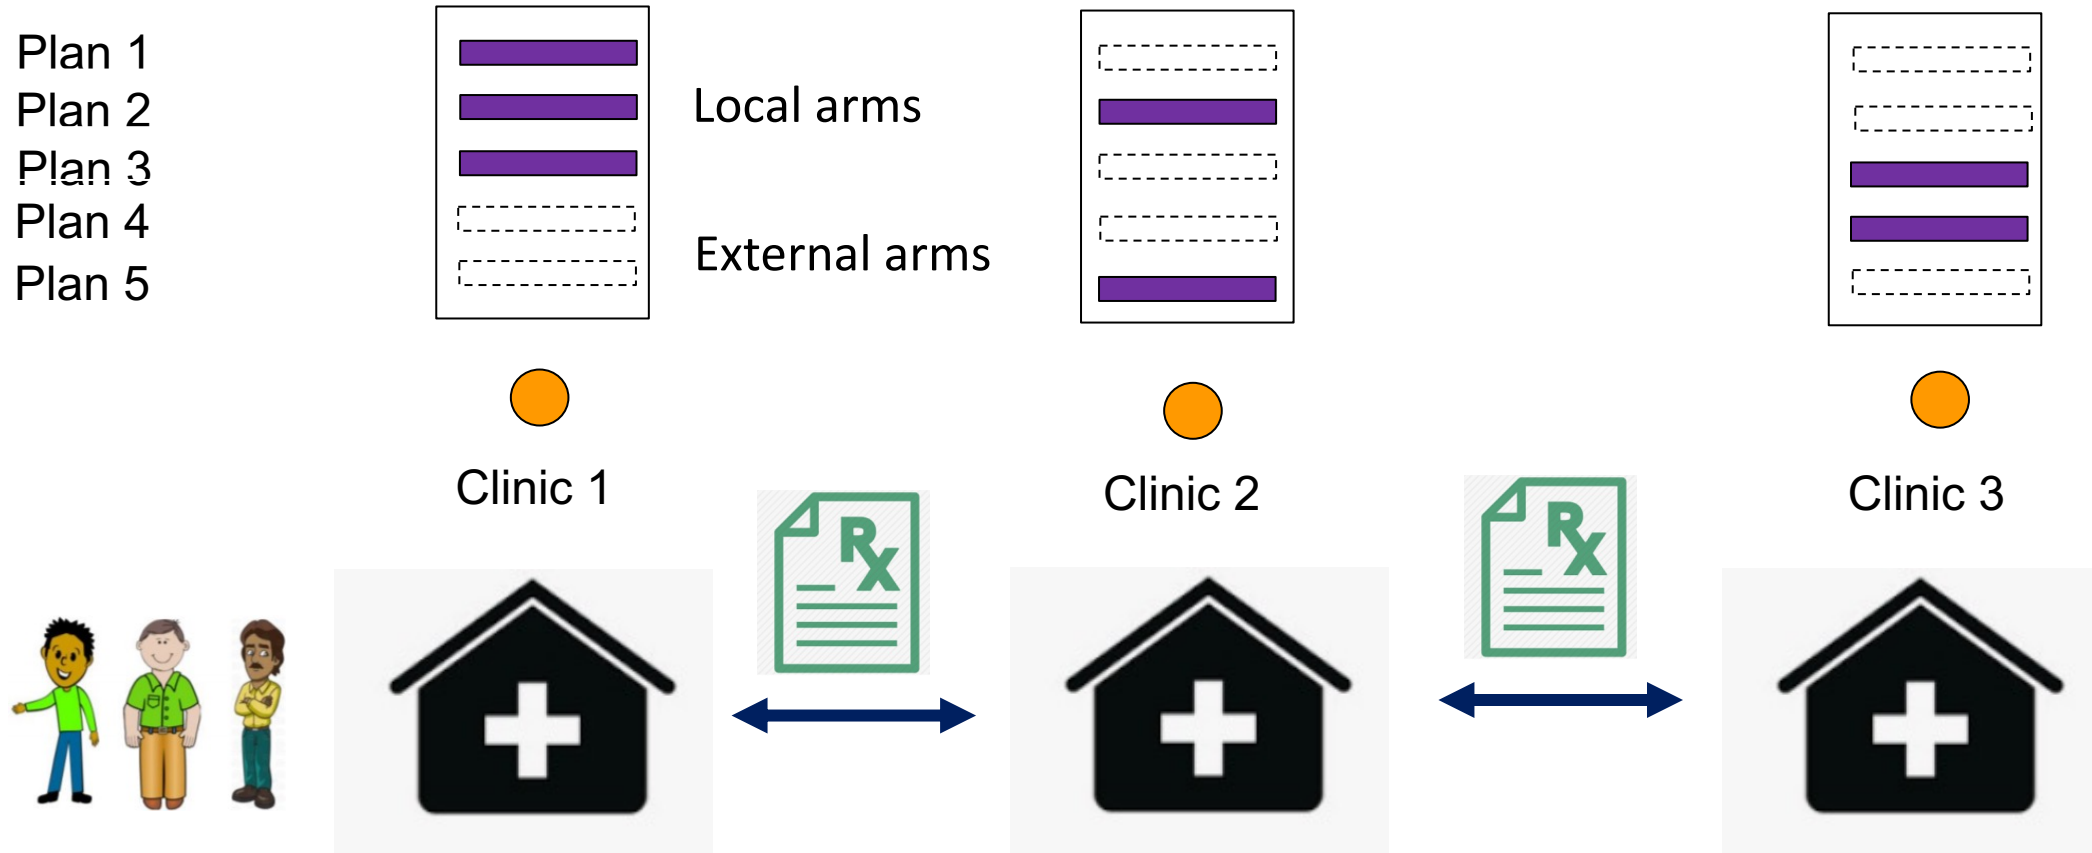 Plan 1
Plan 2
Plan 3
Plan 4
Plan 5
Local arms
External arms
Clinic 1
Clinic 2
Clinic 3
Rx
Rx